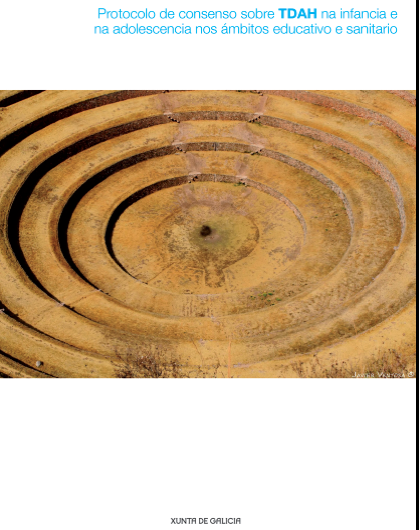 Protocolo de consenso sobre TDAH na infancia e
na adolescencia nos ámbitos educativo e sanitario
XUNTA DE GALICIA